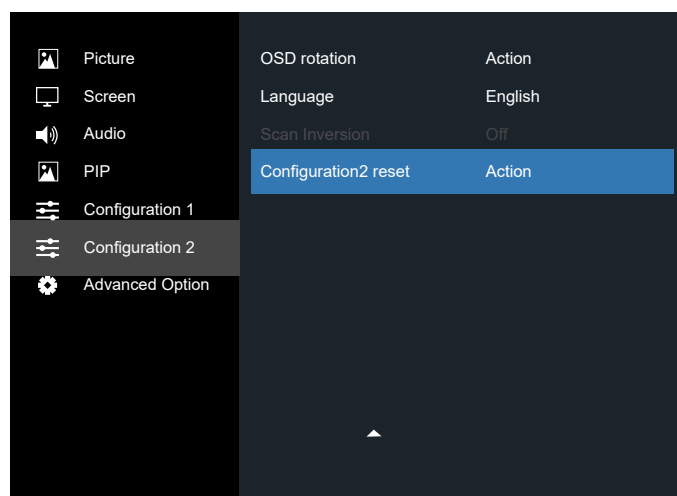 Picture
Screen
Audio
PIP
Configuration 1
Configuration 2
Advanced Option
OSD rotation Action
Language English
Scan Inversion Off
Configuration2 reset Action